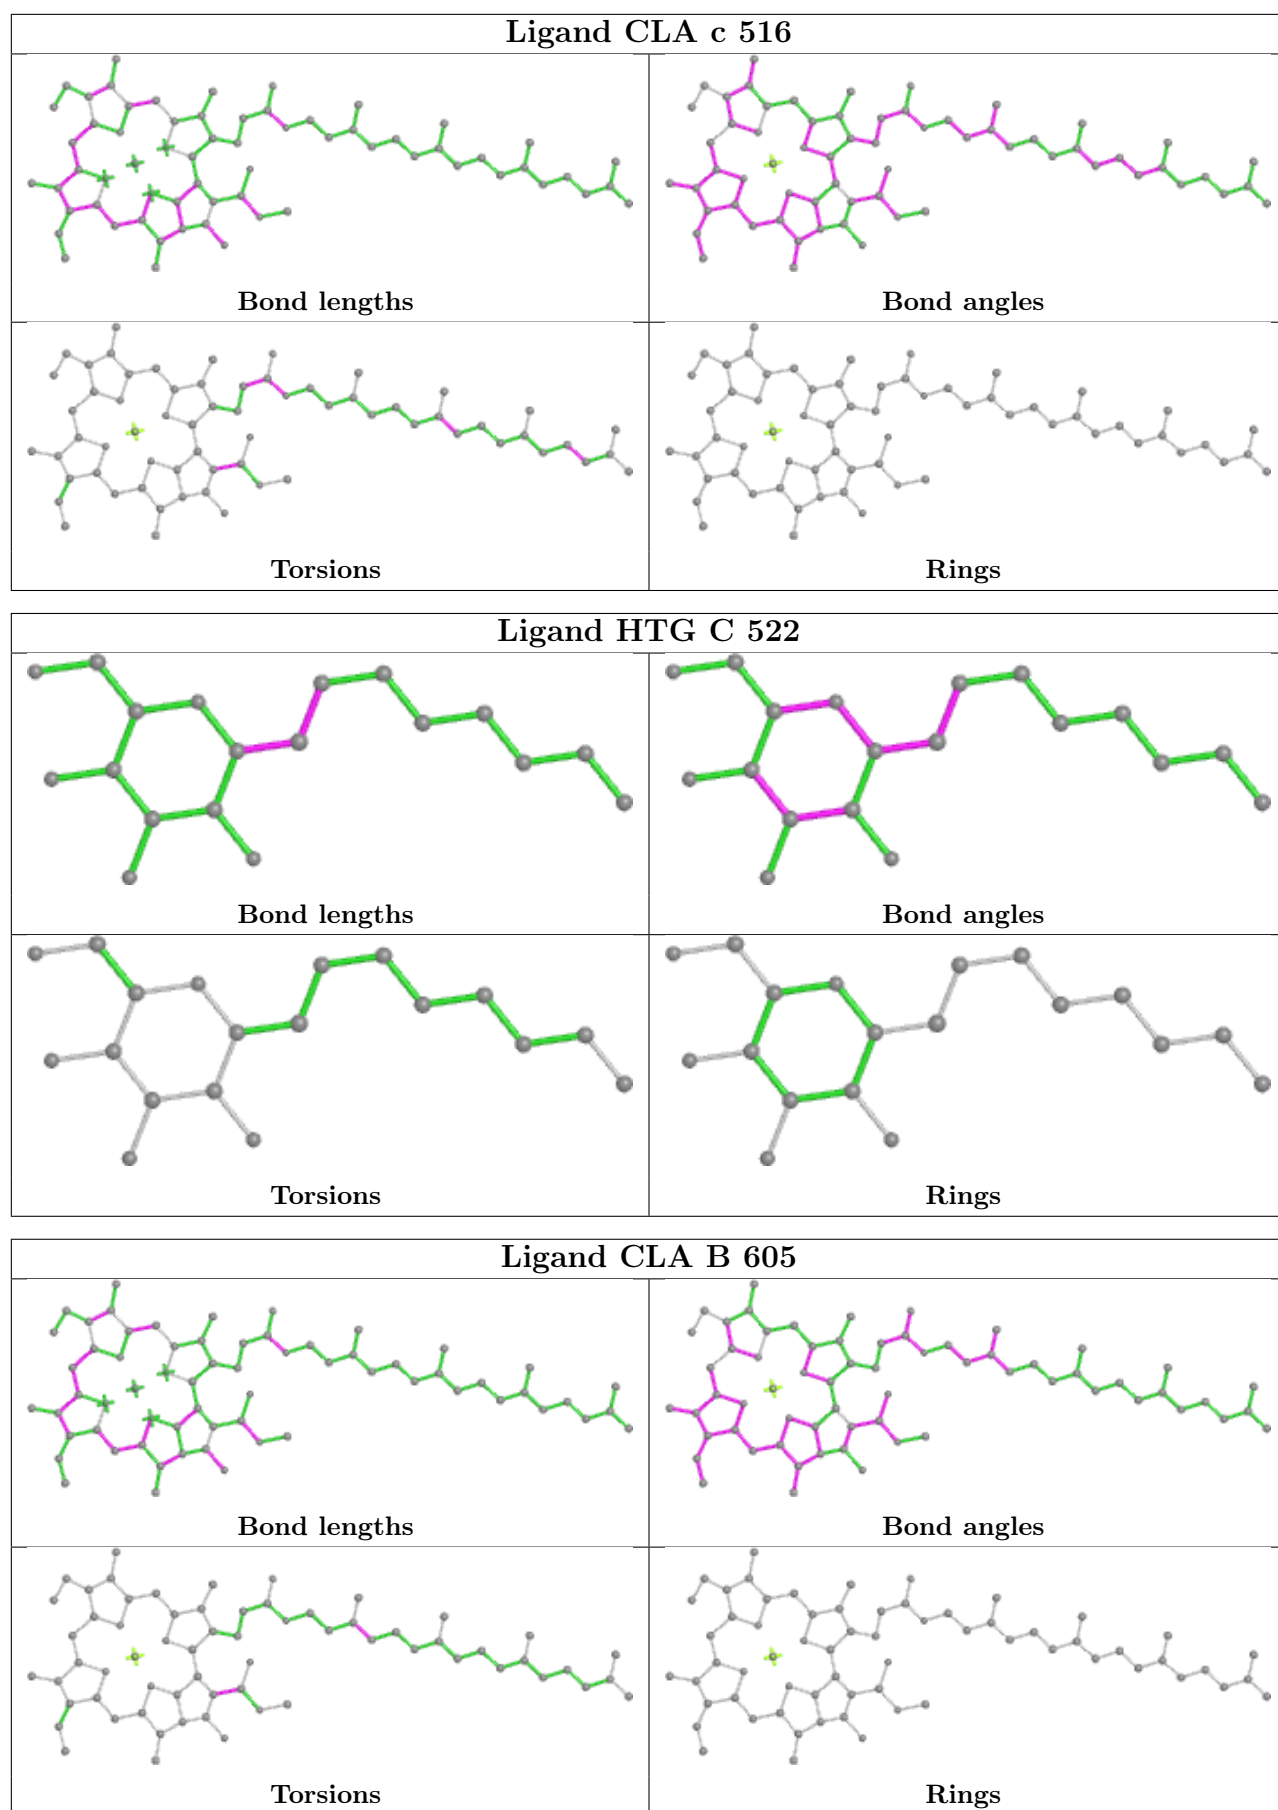 Ligand CLA c 516
Bond lengths
Bond angles
Torsions
Rings
Ligand HTG C 522
Bond lengths
Bond angles
Torsions
Rings
Ligand CLA B 605
Bond lengths
Bond angles
Torsions
Rings